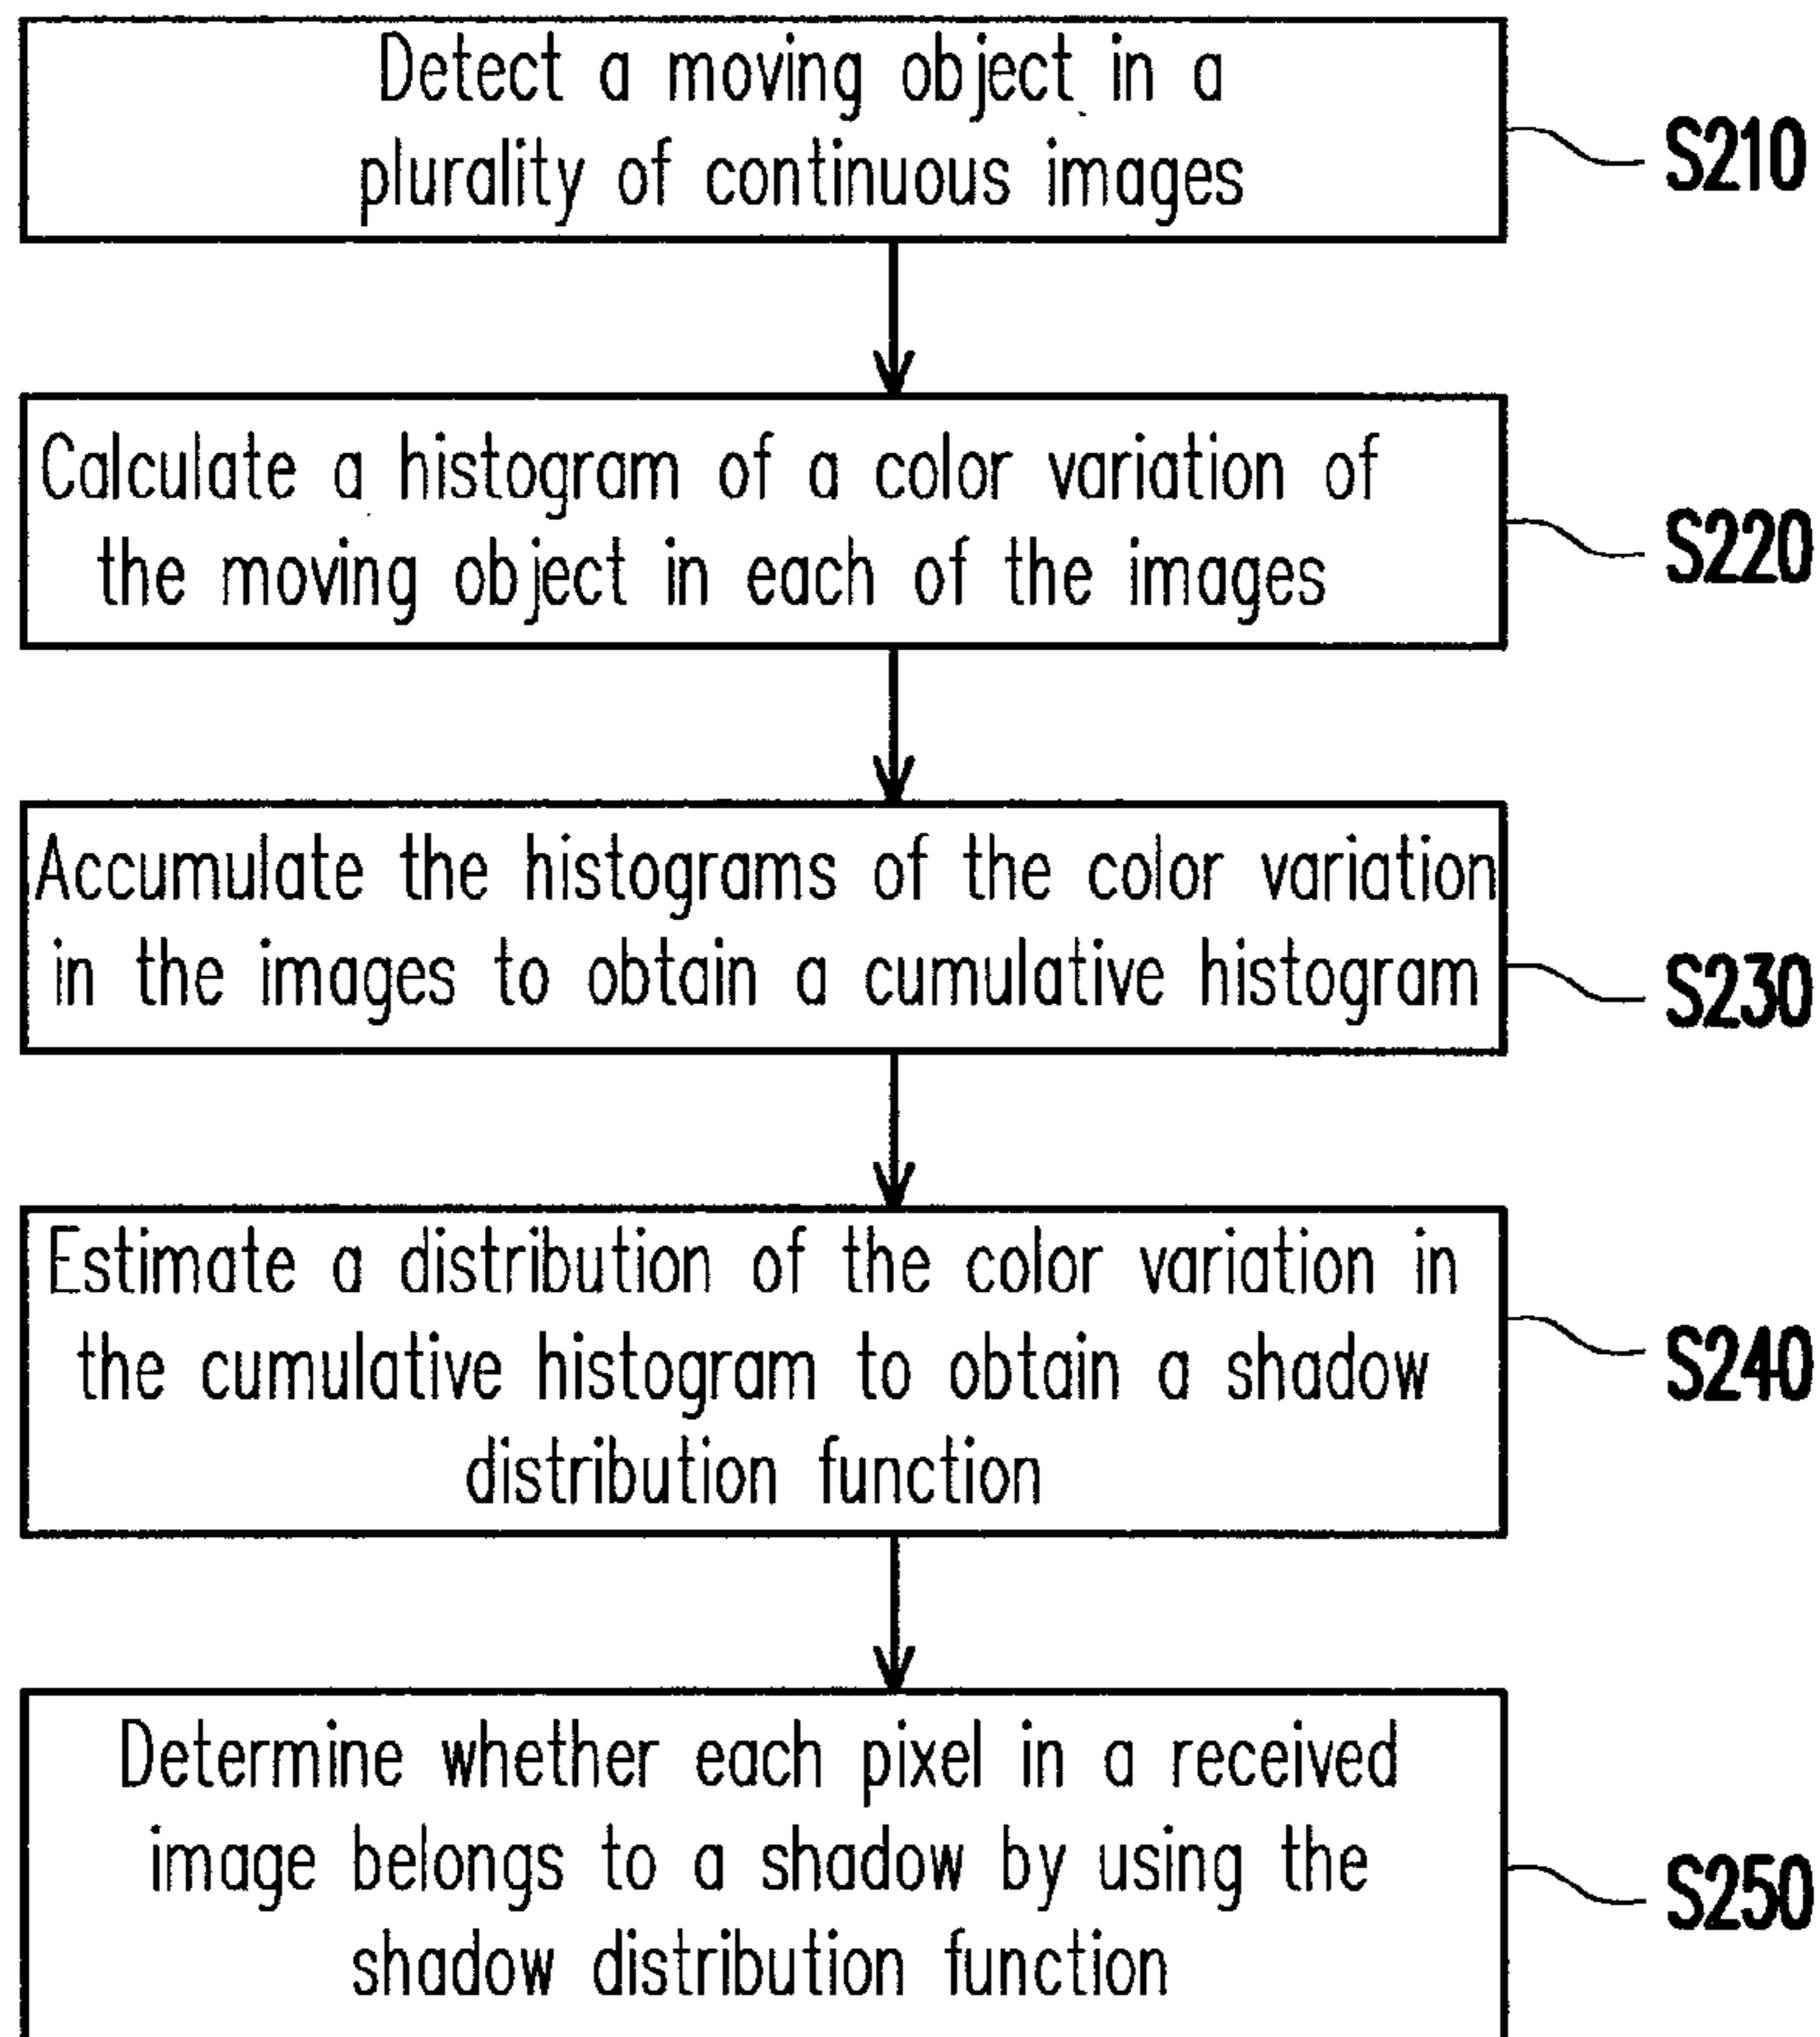 Detect a moving object in a
plurality of continuous images
S210
Calculate a histogram of a color variation of
the moving object in each of the images
S220
Accumulate the histograms of the color variation
in the images to obtain a cumulative histogram
S230
Estimate a distribution of the color variation in
the cumulative histogram to obtain a shadow
distribution function
S240
Determine whether each pixel in a received
image belongs to a shadow by using the
shadow distribution function
S250